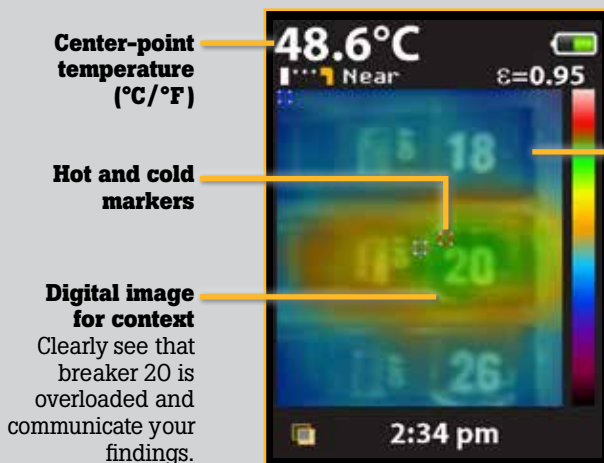 Center-point
temperature
(°C/°F)
Hot and cold
markers
Digital image
for context
Clearly see that
breaker 20 is
overloaded and
communicate your
findings.
48.6°C
Near
ε=0.95
18
20
26
2:34 pm